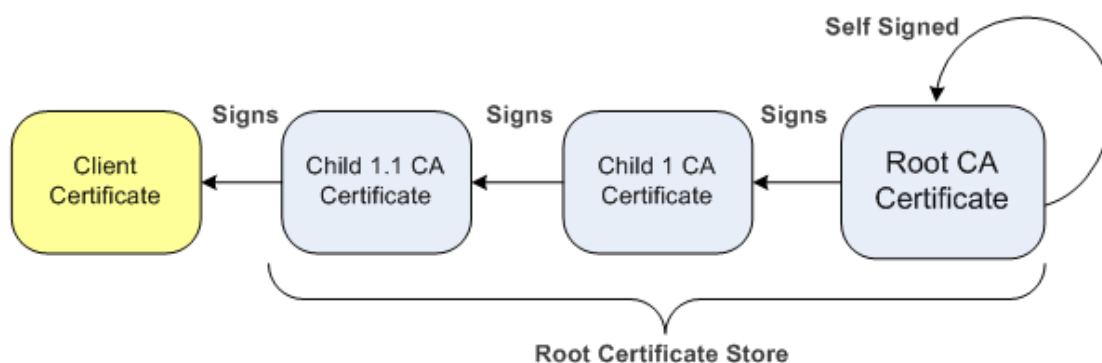 Self Signed
Signs
Signs
Signs
Client
Certificate
Child 1.1 CA
Certificate
Child 1 CA
Certificate
Root CA
Certificate
Root Certificate Store